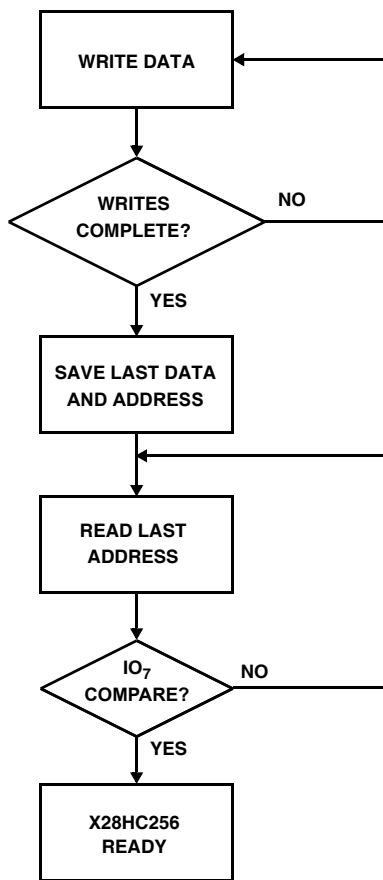 WRITE DATA
WRITES
COMPLETE?
NO
YES
SAVE LAST DATA
AND ADDRESS
READ LAST
ADDRESS
IO₇
COMPARE?
NO
YES
X28HC256
READY